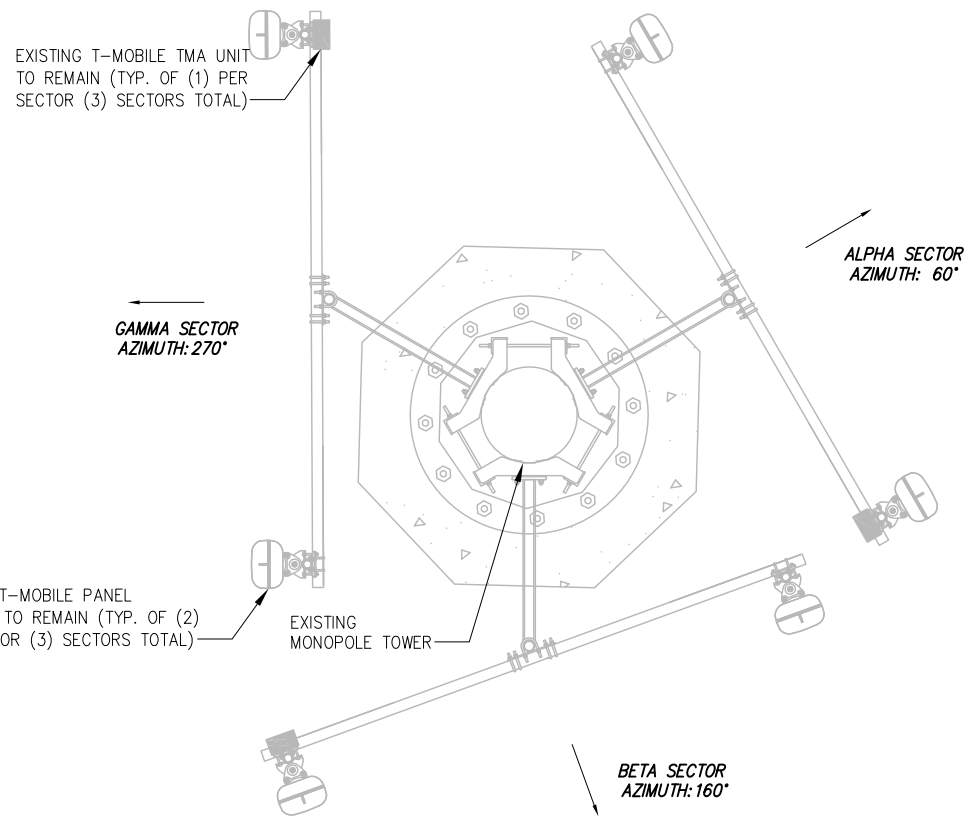 EXISTING T-MOBILE TMA UNIT
TO REMAIN (TYP. OF (1) PER
SECTOR (3) SECTORS TOTAL)
ALPHA SECTOR
AZIMUTH: 60°
GAMMA SECTOR
AZIMUTH: 270°
T-MOBILE PANEL
TO REMAIN (TYP. OF (2)
OR (3) SECTORS TOTAL)
EXISTING
MONOPOLE TOWER
BETA SECTOR
AZIMUTH: 160°